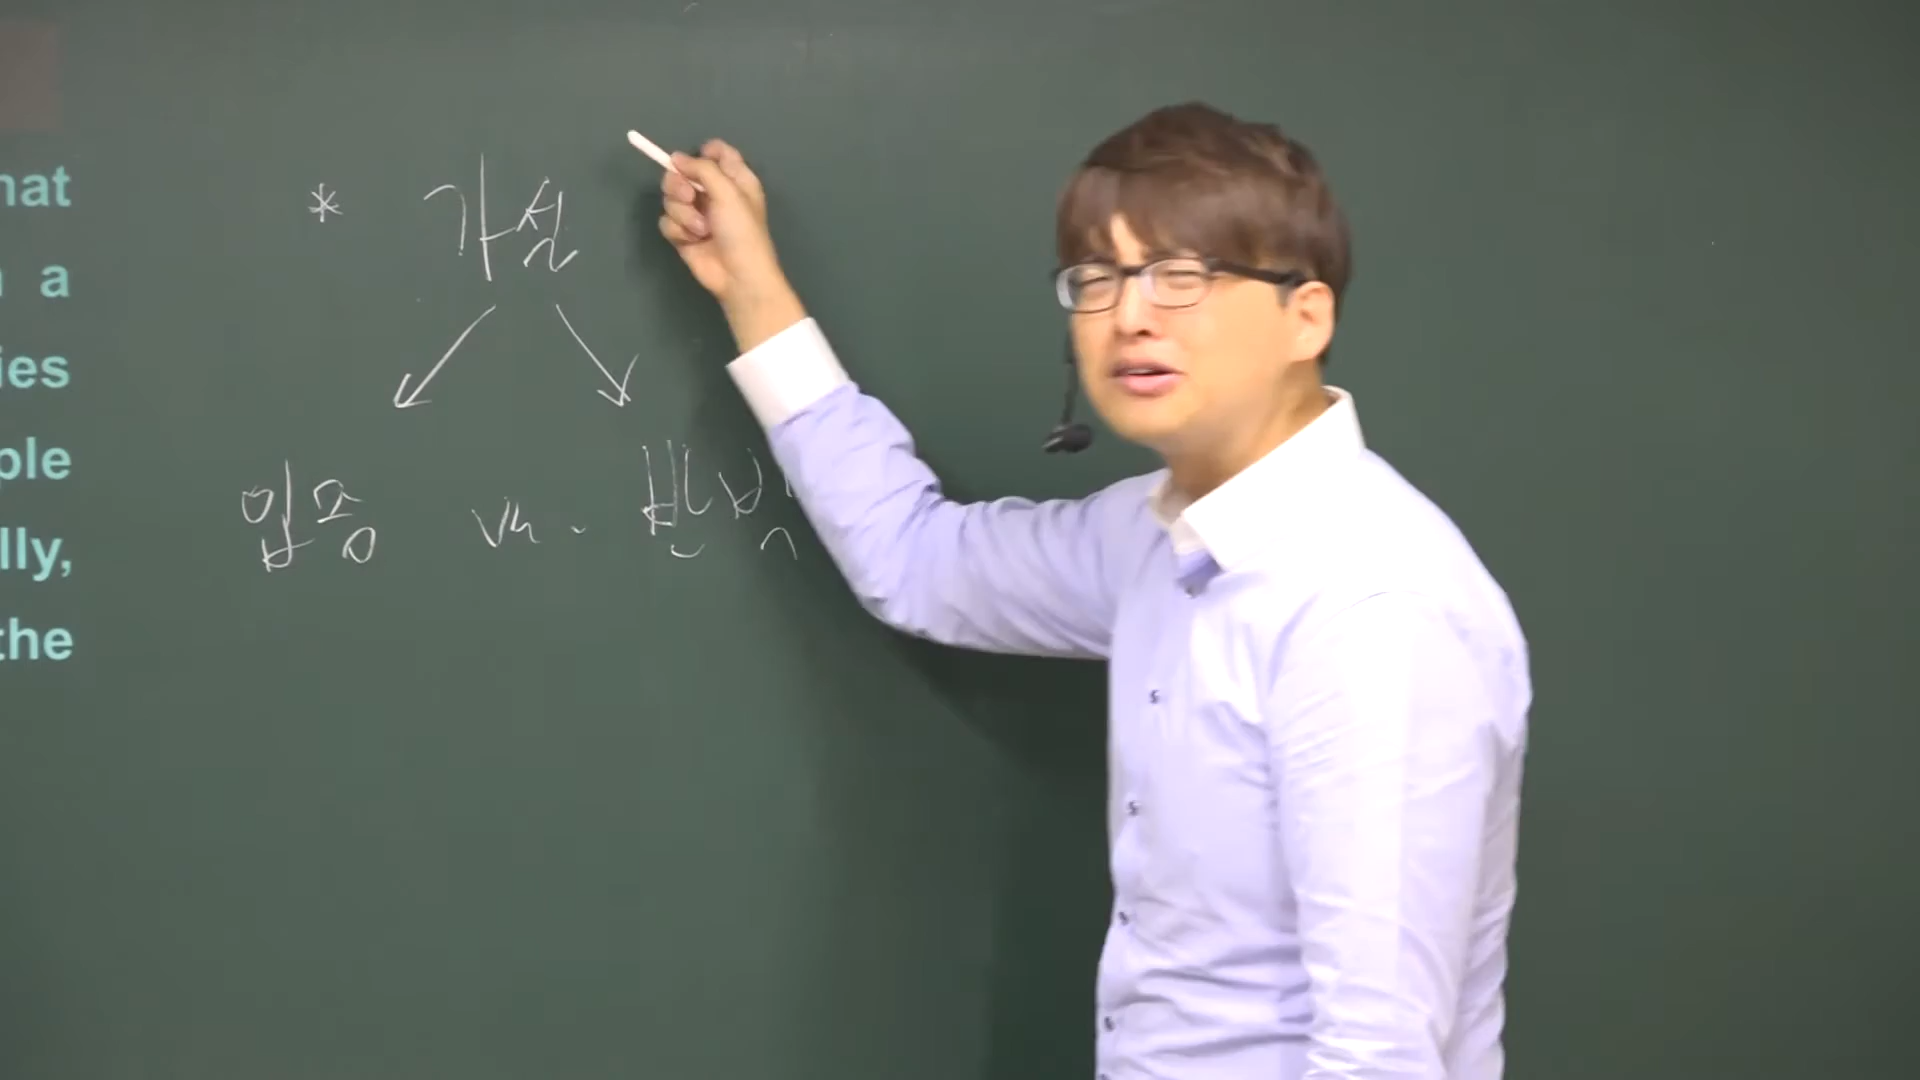 hat
a
ies
ple
lly,
the
* 가설
입증 vs. 반박